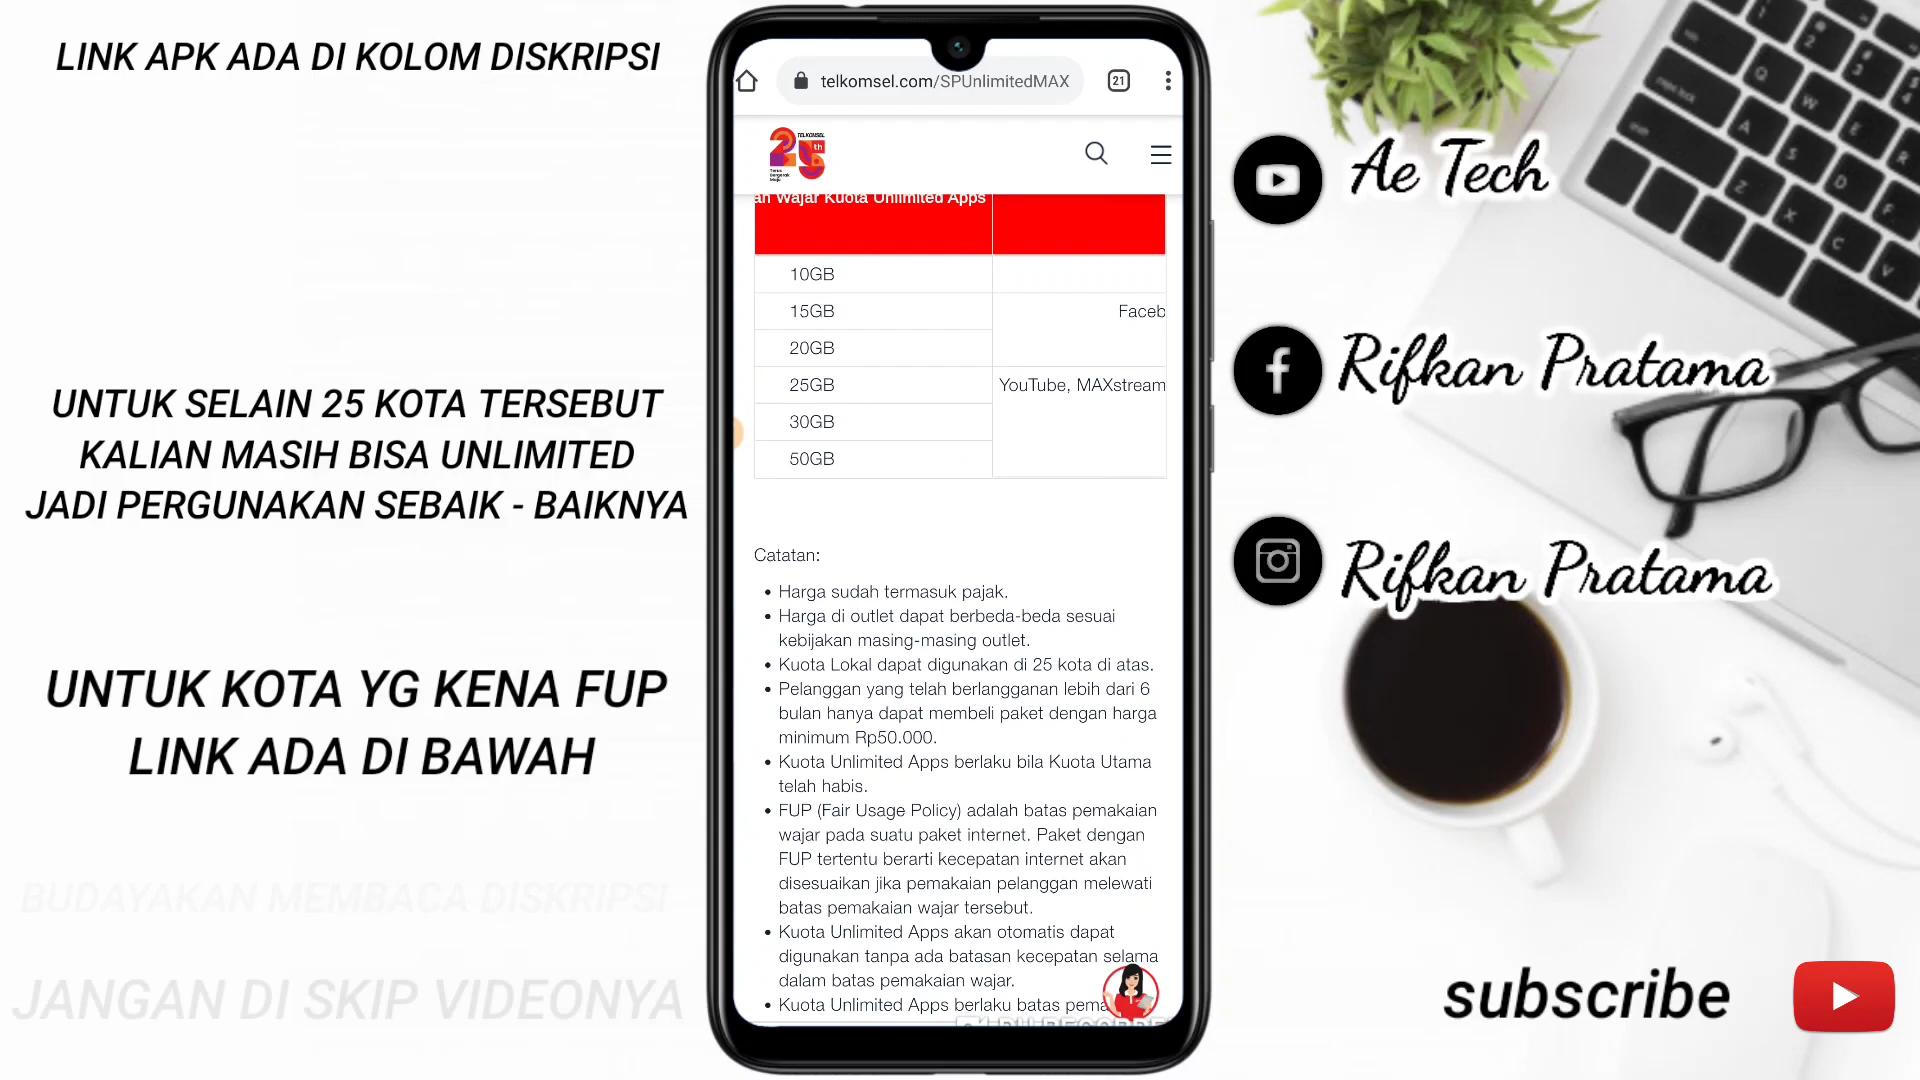 LINK APK ADA DI KOLOM DISKRIPSI
UNTUK SELAIN 25 KOTA TERSEBUT
KALIAN MASIH BISA UNLIMITED
JADI PERGUNAKAN SEBAIK - BAIKNYA
UNTUK KOTA YG KENA FUP
LINK ADA DI BAWAH
BUDAYAKAN MEMBACA DISKRIPSI
JANGAN DI SKIP VIDEONYA
telkomsel.com/SPUnlimitedMAX
21
TELKOMSEL
25th
Terus
Bergerak
Maju
an Wajar Kuota Unlimited Apps
10GB
15GB
Faceb
20GB
25GB
YouTube, MAXstream
30GB
50GB
Catatan:
• Harga sudah termasuk pajak.
• Harga di outlet dapat berbeda-beda sesuai
kebijakan masing-masing outlet.
• Kuota Lokal dapat digunakan di 25 kota di atas.
• Pelanggan yang telah berlangganan lebih dari 6
bulan hanya dapat membeli paket dengan harga
minimum Rp50.000.
• Kuota Unlimited Apps berlaku bila Kuota Utama
telah habis.
• FUP (Fair Usage Policy) adalah batas pemakaian
wajar pada suatu paket internet. Paket dengan
FUP tertentu berarti kecepatan internet akan
disesuaikan jika pemakaian pelanggan melewati
batas pemakaian wajar tersebut.
• Kuota Unlimited Apps akan otomatis dapat
digunakan tanpa ada batasan kecepatan selama
dalam batas pemakaian wajar.
• Kuota Unlimited Apps berlaku batas pema
Ae Tech
Rifkan Pratama
Rifkan Pratama
subscribe